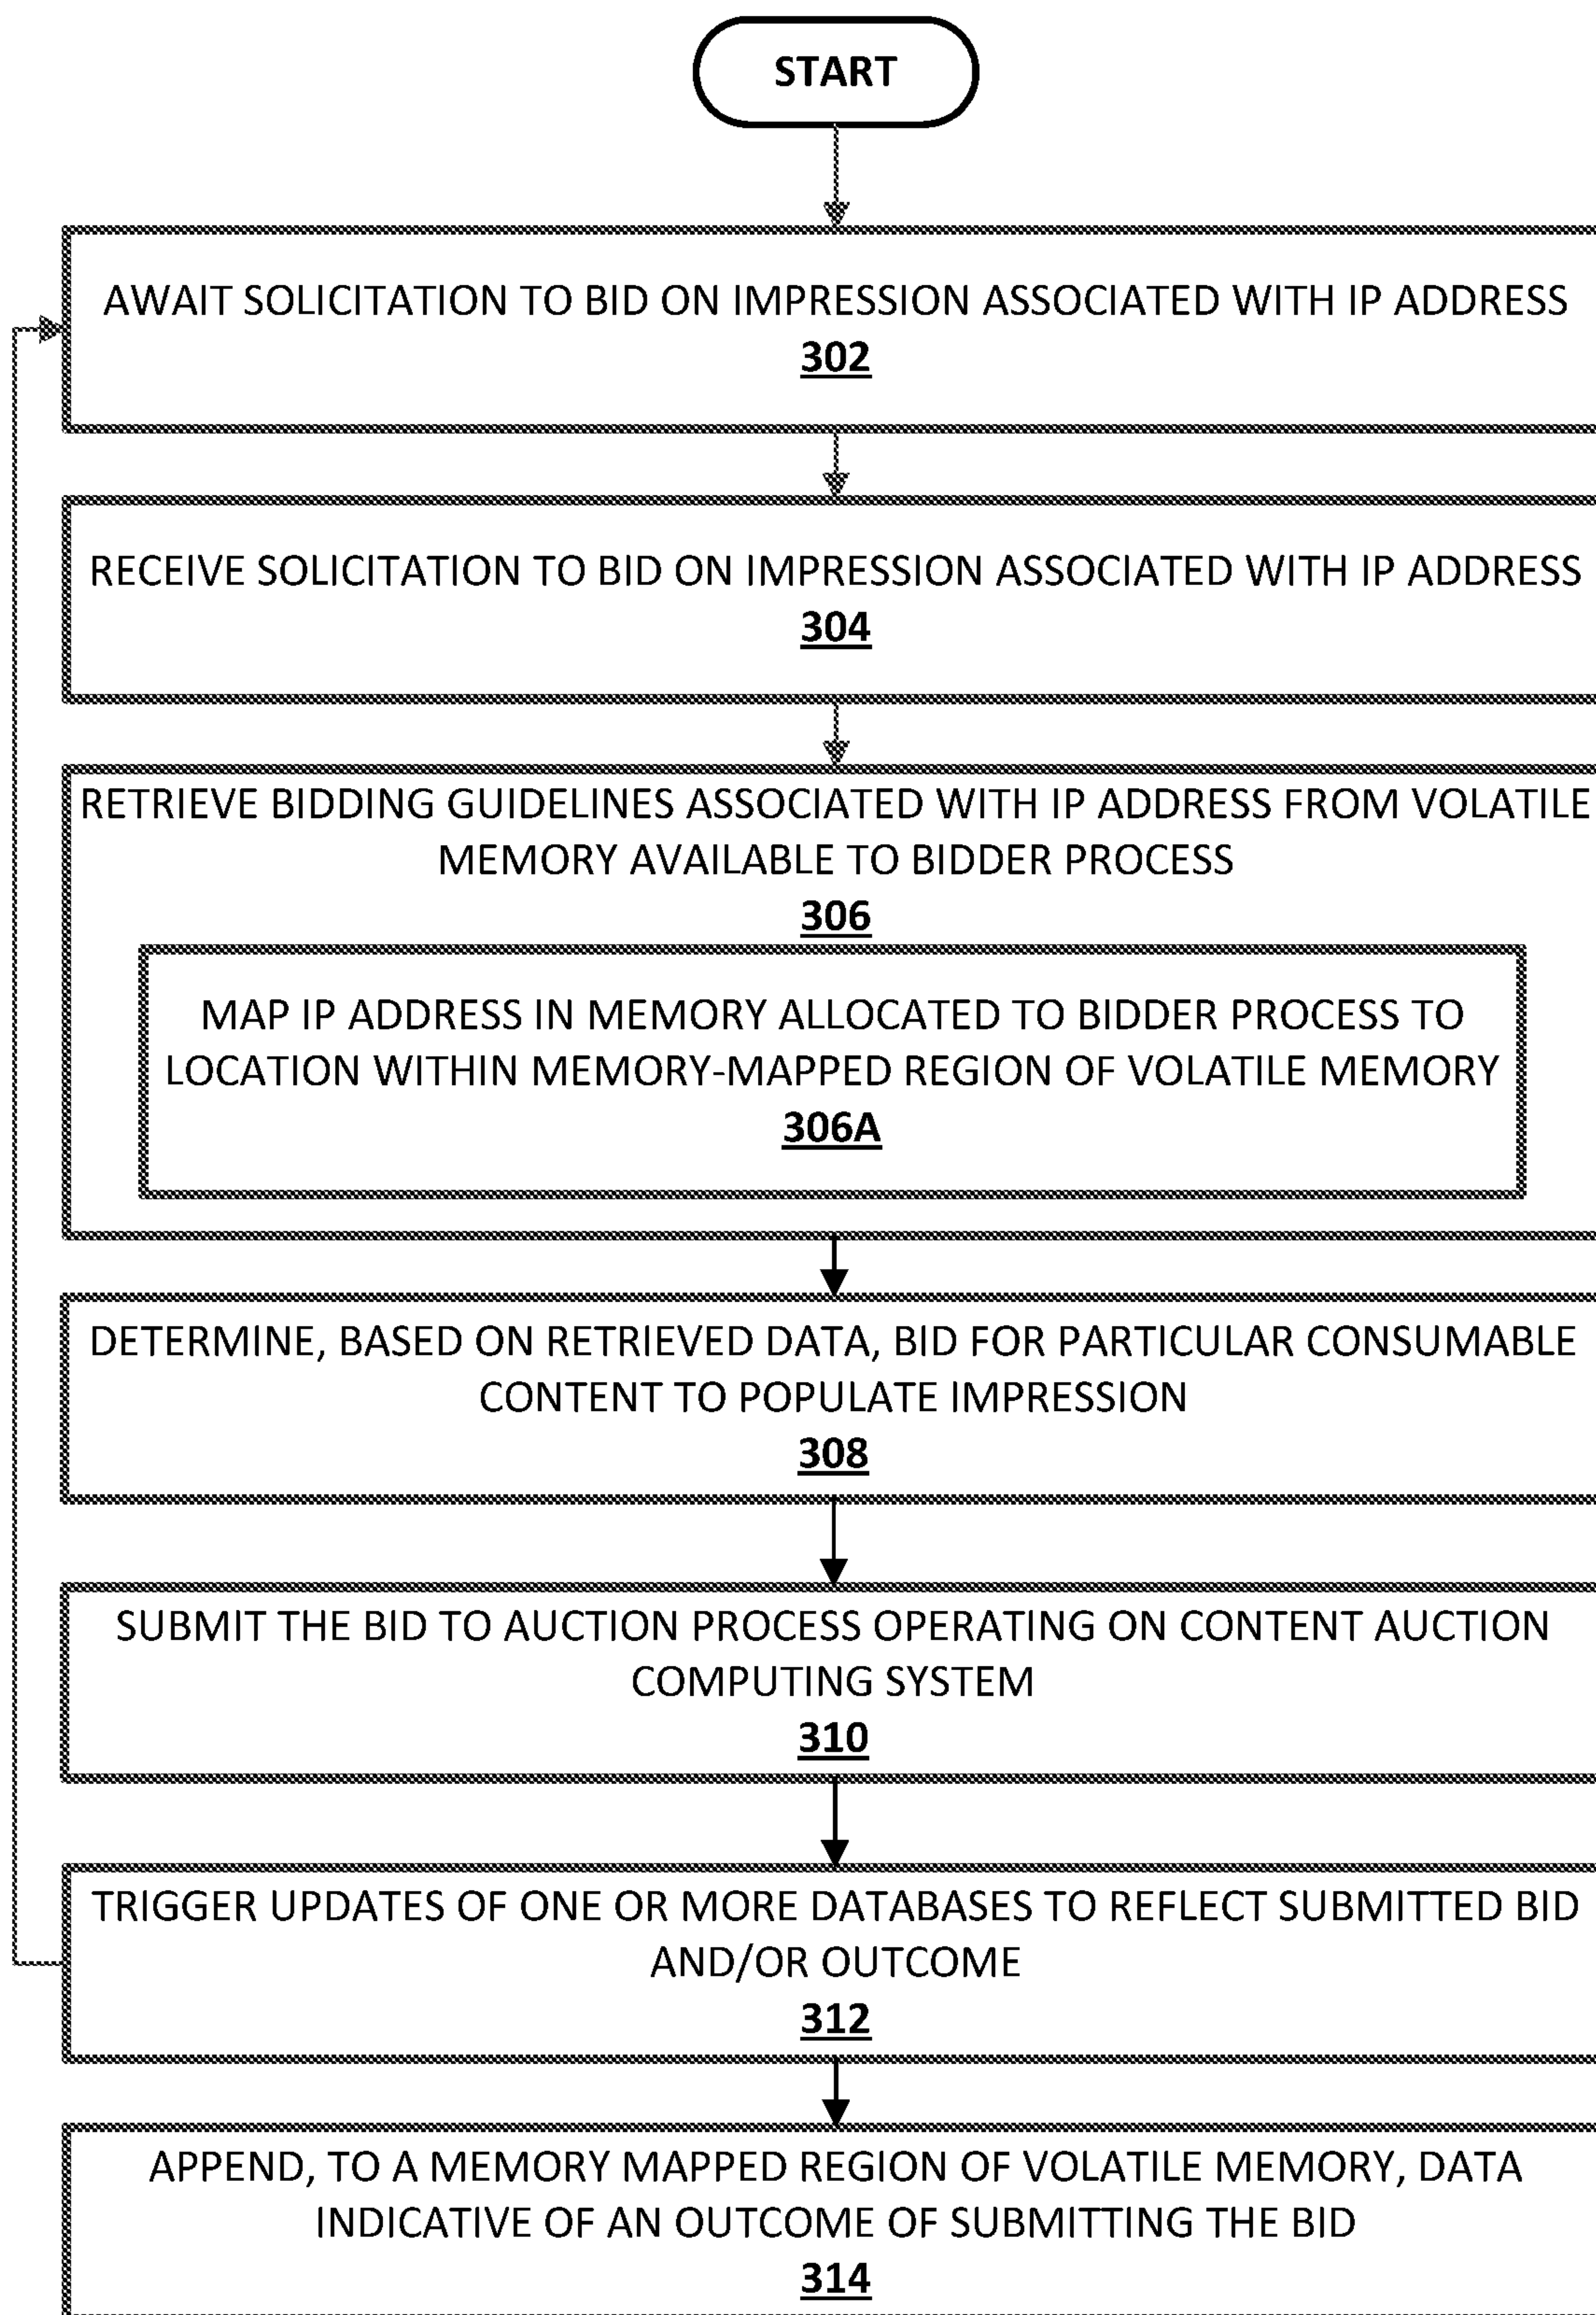 START
AWAIT SOLICITATION TO BID ON IMPRESSION ASSOCIATED WITH IP ADDRESS
302
RECEIVE SOLICITATION TO BID ON IMPRESSION ASSOCIATED WITH IP ADDRESS
304
RETRIEVE BIDDING GUIDELINES ASSOCIATED WITH IP ADDRESS FROM VOLATILE
MEMORY AVAILABLE TO BIDDER PROCESS
306
MAP IP ADDRESS IN MEMORY ALLOCATED TO BIDDER PROCESS TO
LOCATION WITHIN MEMORY-MAPPED REGION OF VOLATILE MEMORY
306A
DETERMINE, BASED ON RETRIEVED DATA, BID FOR PARTICULAR CONSUMABLE
CONTENT TO POPULATE IMPRESSION
308
SUBMIT THE BID TO AUCTION PROCESS OPERATING ON CONTENT AUCTION
COMPUTING SYSTEM
310
TRIGGER UPDATES OF ONE OR MORE DATABASES TO REFLECT SUBMITTED BID
AND/OR OUTCOME
312
APPEND, TO A MEMORY MAPPED REGION OF VOLATILE MEMORY, DATA
INDICATIVE OF AN OUTCOME OF SUBMITTING THE BID
314